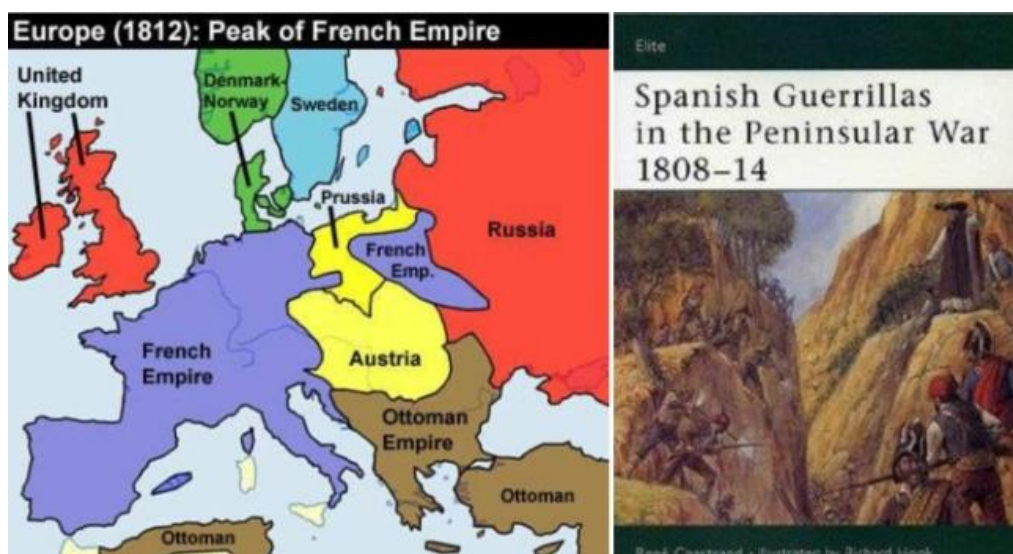 Europe (1812): Peak of French Empire
United
Kingdom
Denmark-
Norway
Sweden
Prussia
Russia
French
Emp.
French
Empire
Austria
Ottoman
Empire
Ottoman
Ottoman
Elite
Spanish Guerrillas
in the Peninsular War
1808–14